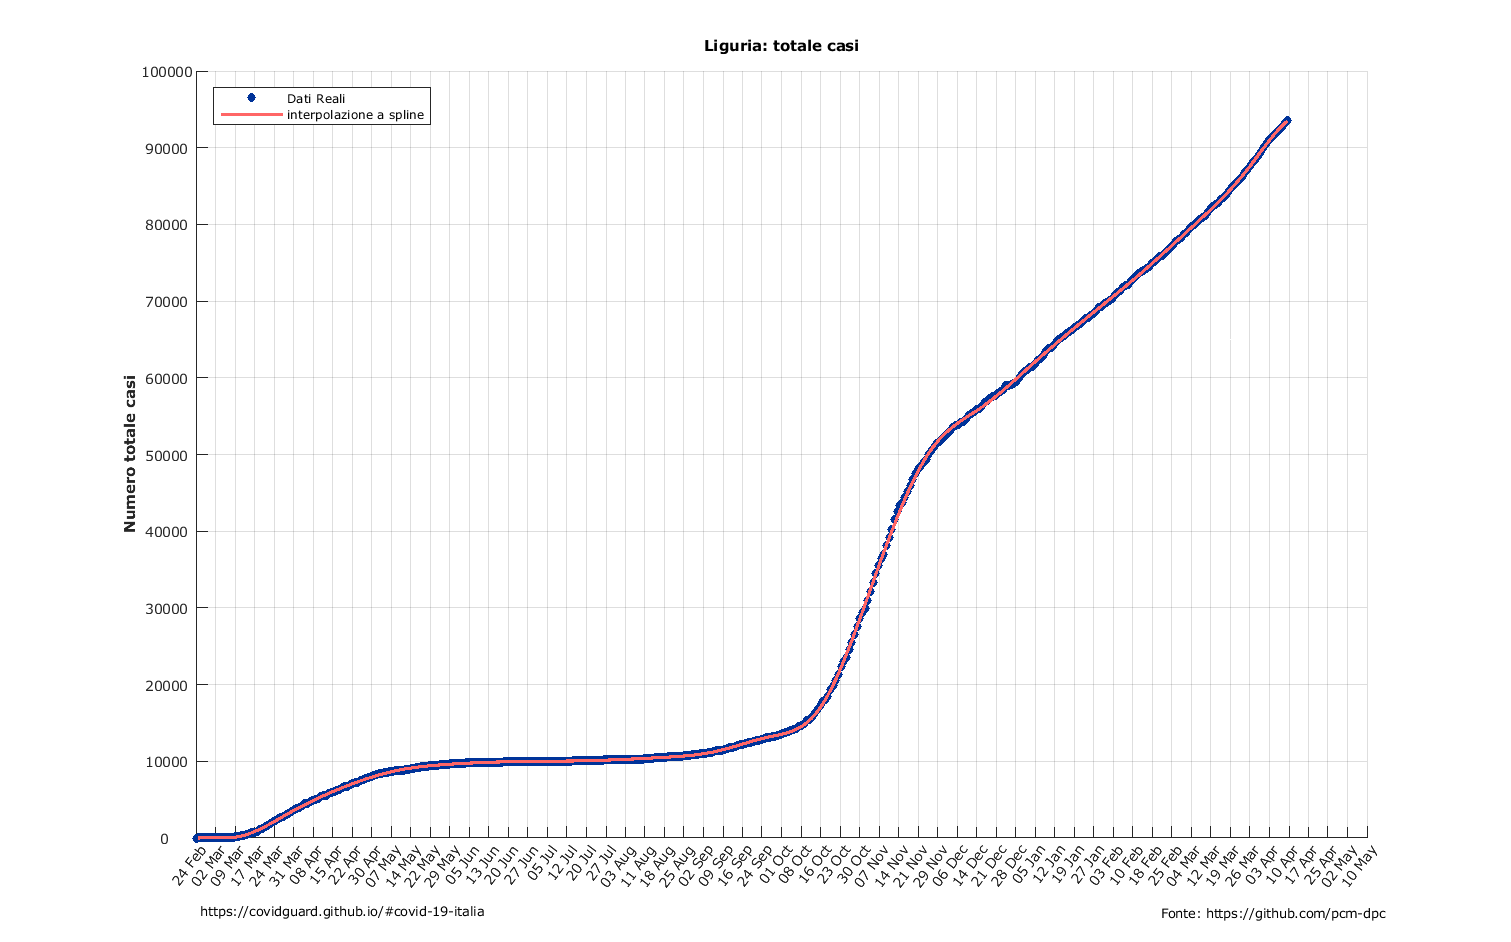 Liguria: totale casi
100000
90000
80000
70000
60000
50000
40000
30000
20000
10000
0
Numero totale casi
Dati Reali
interpolazione a spline
24 Feb
02 Mar
09 Mar
17 Mar
24 Mar
31 Mar
08 Apr
15 Apr
22 Apr
30 Apr
07 May
14 May
22 May
29 May
05 Jun
13 Jun
20 Jun
27 Jun
05 Jul
12 Jul
20 Jul
27 Jul
03 Aug
11 Aug
18 Aug
25 Aug
02 Sep
09 Sep
16 Sep
24 Sep
01 Oct
08 Oct
16 Oct
23 Oct
30 Oct
07 Nov
14 Nov
21 Nov
29 Nov
06 Dec
14 Dec
21 Dec
28 Dec
05 Jan
12 Jan
19 Jan
27 Jan
03 Feb
10 Feb
18 Feb
25 Feb
04 Mar
12 Mar
19 Mar
26 Mar
03 Apr
10 Apr
17 Apr
25 Apr
02 May
10 May
https://covidguard.github.io/#covid-19-italia
Fonte: https://github.com/pcm-dpc